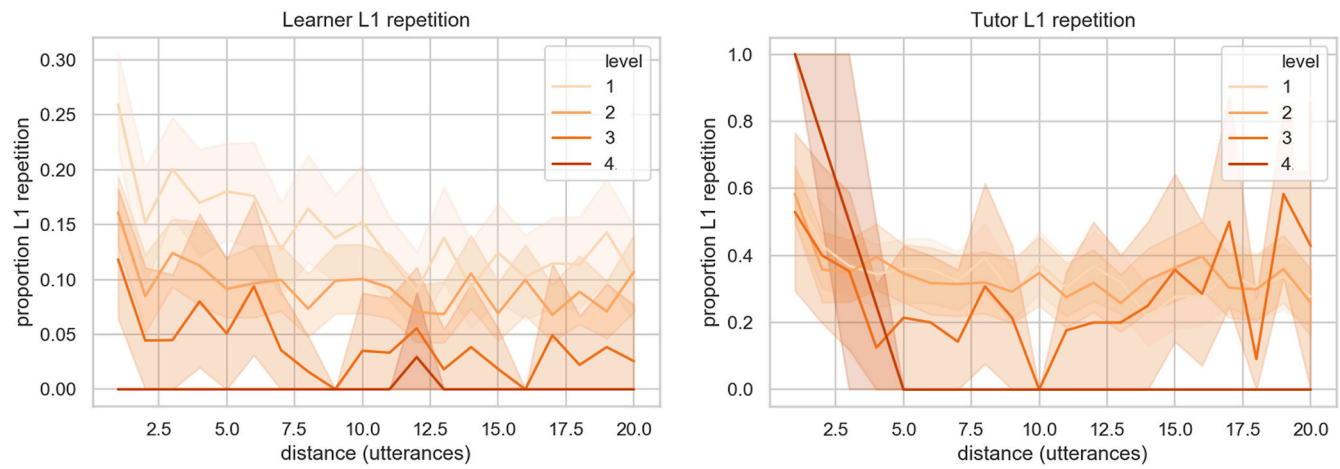 Learner L1 repetition
proportion L1 repetition
0.30
0.25
0.20
0.15
0.10
0.05
0.00
level
1
2
3
4.
2.5 5.0 7.5 10.0 12.5 15.0 17.5 20.0
distance (utterances)
Tutor L1 repetition
proportion L1 repetition
1.0
0.8
0.6
0.4
0.2
0.0
level
1
2
3
4.
2.5 5.0 7.5 10.0 12.5 15.0 17.5 20.0
distance (utterances)